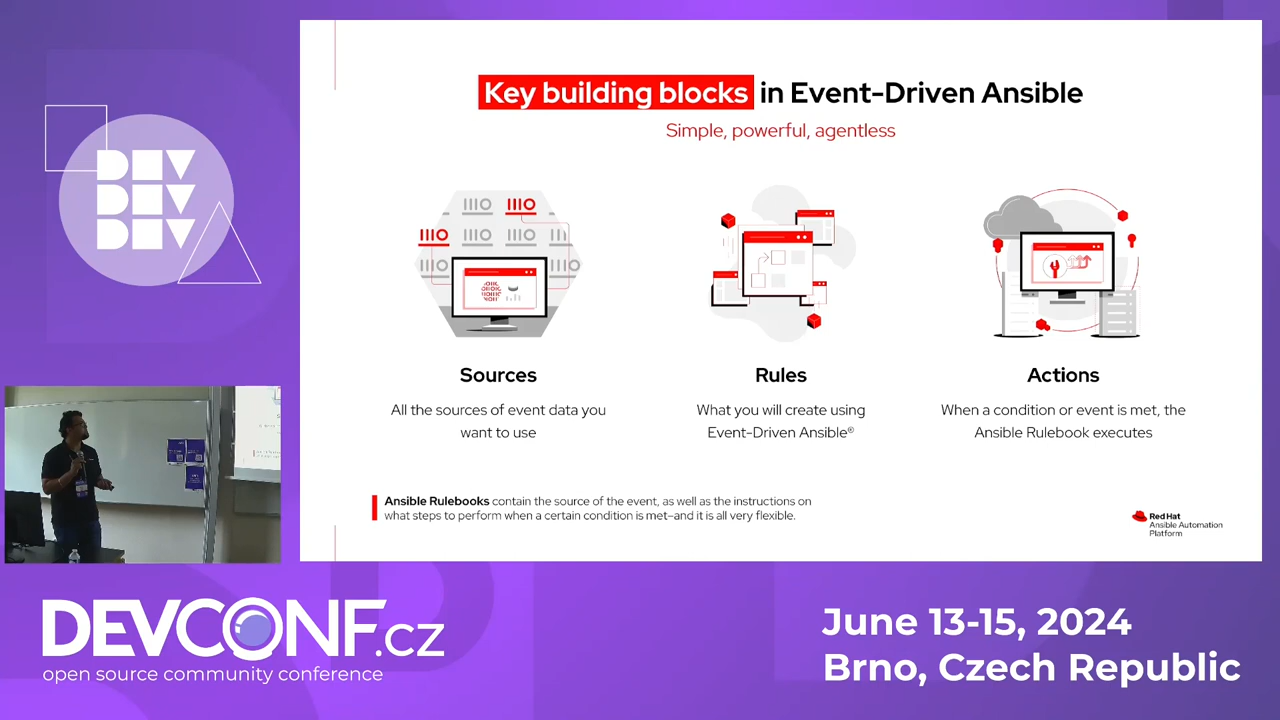 DEV
DEV
DEV
Key building blocks in Event-Driven Ansible
Simple, powerful, agentless
Sources
All the sources of event data you
want to use
Rules
What you will create using
Event-Driven Ansible®
Actions
When a condition or event is met, the
Ansible Rulebook executes
Ansible Rulebooks contain the source of the event, as well as the instructions on
what steps to perform when a certain condition is met–and it is all very flexible.
Red Hat
Ansible Automation
Platform
DEVCONF.cz
open source community conference
June 13-15, 2024
Brno, Czech Republic